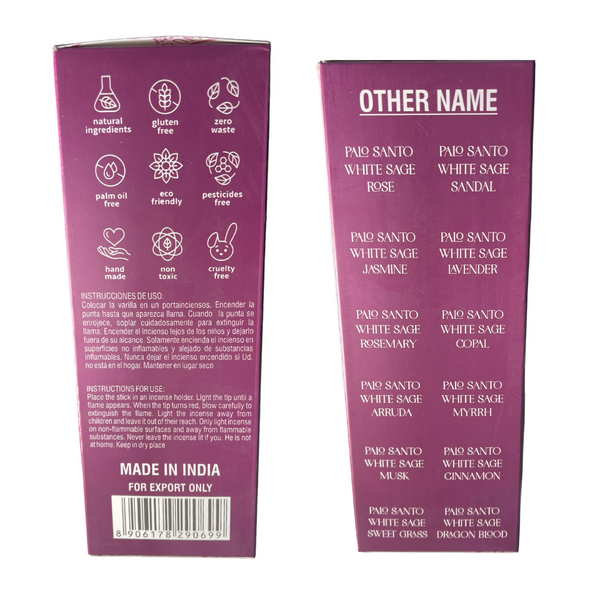 natural
ingredients
gluten
free
zero
waste
palm oil
free
eco
friendly
pesticides
free
hand
made
non
toxic
cruelty
free
INSTRUCCIONES DE USO:
Colocar la varilla en un portainciensos. Encender la
punta hasta que aparezca llama. Cuando la punta se
enrojece, soplar cuidadosamente para extinguir la
llama. Encender el incienso lejos de los niños y dejarlo
fuera de su alcance. Solamente encienda el incienso en
superficies no inflamables y alejado de substancias
inflamables. Nunca dejar el incienso encendido si Ud.
no está en el hogar. Mantener en lugar seco
INSTRUCTIONS FOR USE:
Place the stick in an incense holder. Light the tip until a
flame appears. When the tip turns red, blow carefully to
extinguish the flame. Light the incense away from
children and leave it out of their reach. Only light incense
on non-flammable surfaces and away from flammable
substances. Never leave the incense lit if you. He is not
at home. Keep in dry place
MADE IN INDIA
FOR EXPORT ONLY
8 906178 290699
OTHER NAME
PALO SANTO
WHITE SAGE
ROSE
PALO SANTO
WHITE SAGE
SANDAL
PALO SANTO
WHITE SAGE
JASMINE
PALO SANTO
WHITE SAGE
LAVENDER
PALO SANTO
WHITE SAGE
ROSEMARY
PALO SANTO
WHITE SAGE
COPAL
PALO SANTO
WHITE SAGE
ARRUDA
PALO SANTO
WHITE SAGE
MYRRH
PALO SANTO
WHITE SAGE
MUSK
PALO SANTO
WHITE SAGE
CINNAMON
PALO SANTO
WHITE SAGE
SWEET GRASS
PALO SANTO
WHITE SAGE
DRAGON BLOOD